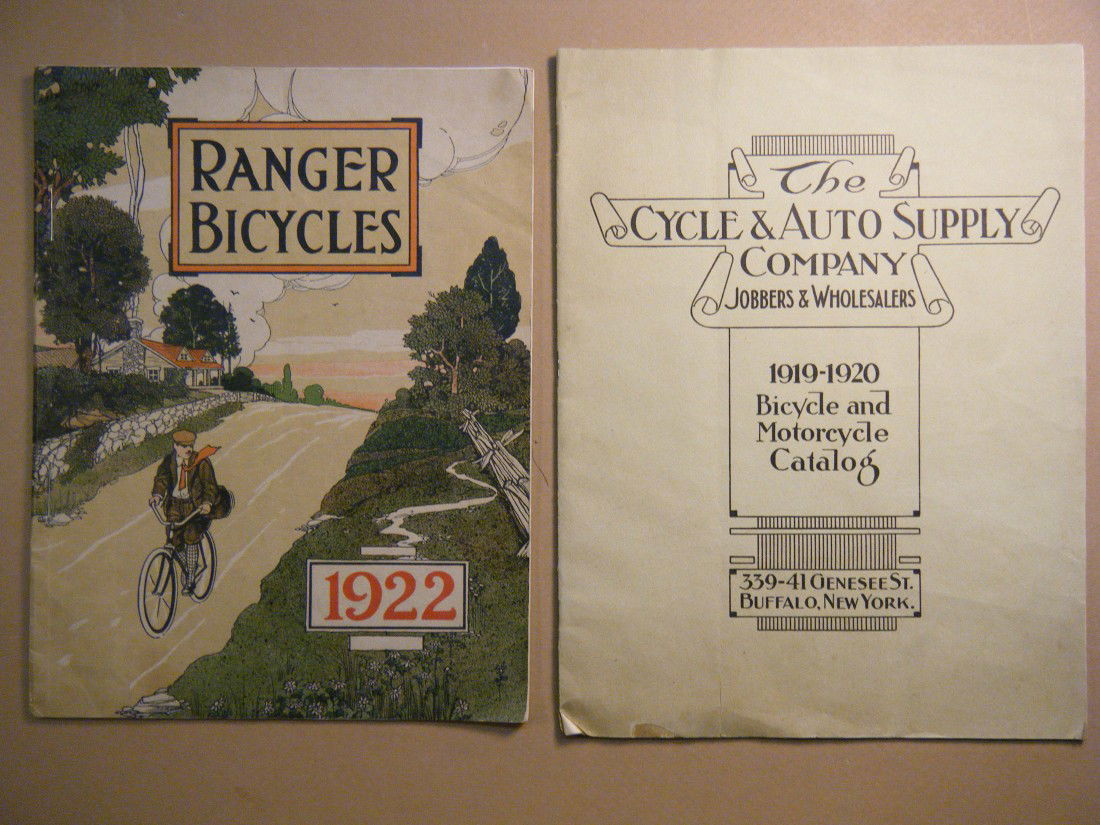 RANGER
BICYCLES
1922
The
CYCLE & AUTO SUPPLY
COMPANY
JOBBERS & WHOLESALERS
1919-1920
Bicycle and
Motorcycle
Catalog
339-41 GENESEE ST.
BUFFALO, NEW YORK.